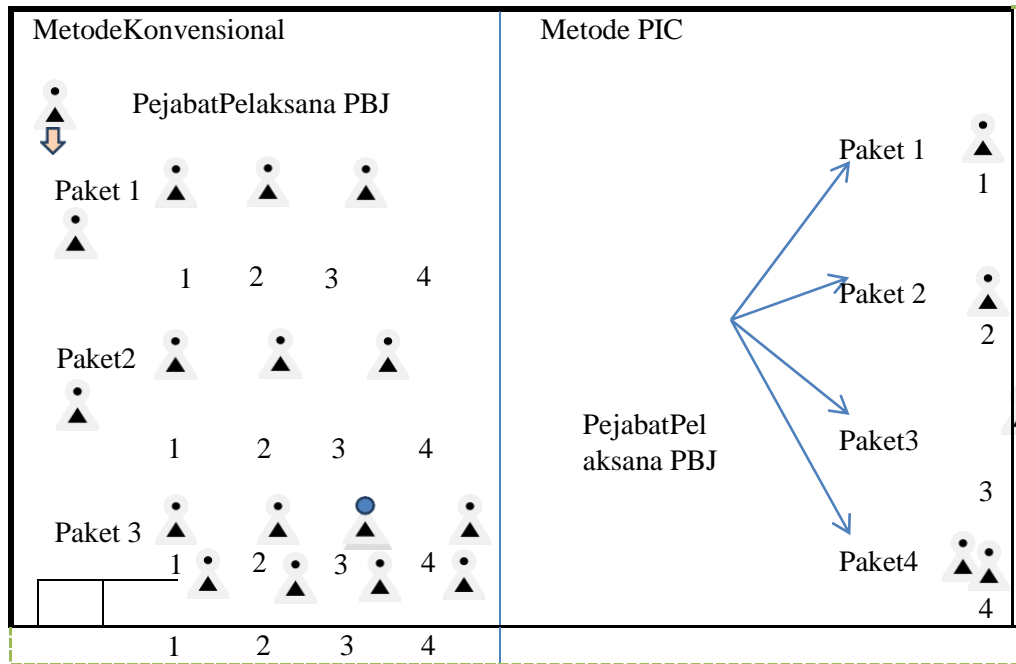 MetodeKonvensional
PejabatPelaksana PBJ
Paket 1
1 2 3 4
Paket2
1 2 3 4
Paket 3
1 2 3 4
1 2 3 4
Metode PIC
Paket 1
1
Paket 2
2
PejabatPel
aksana PBJ
Paket3
3
Paket4
4